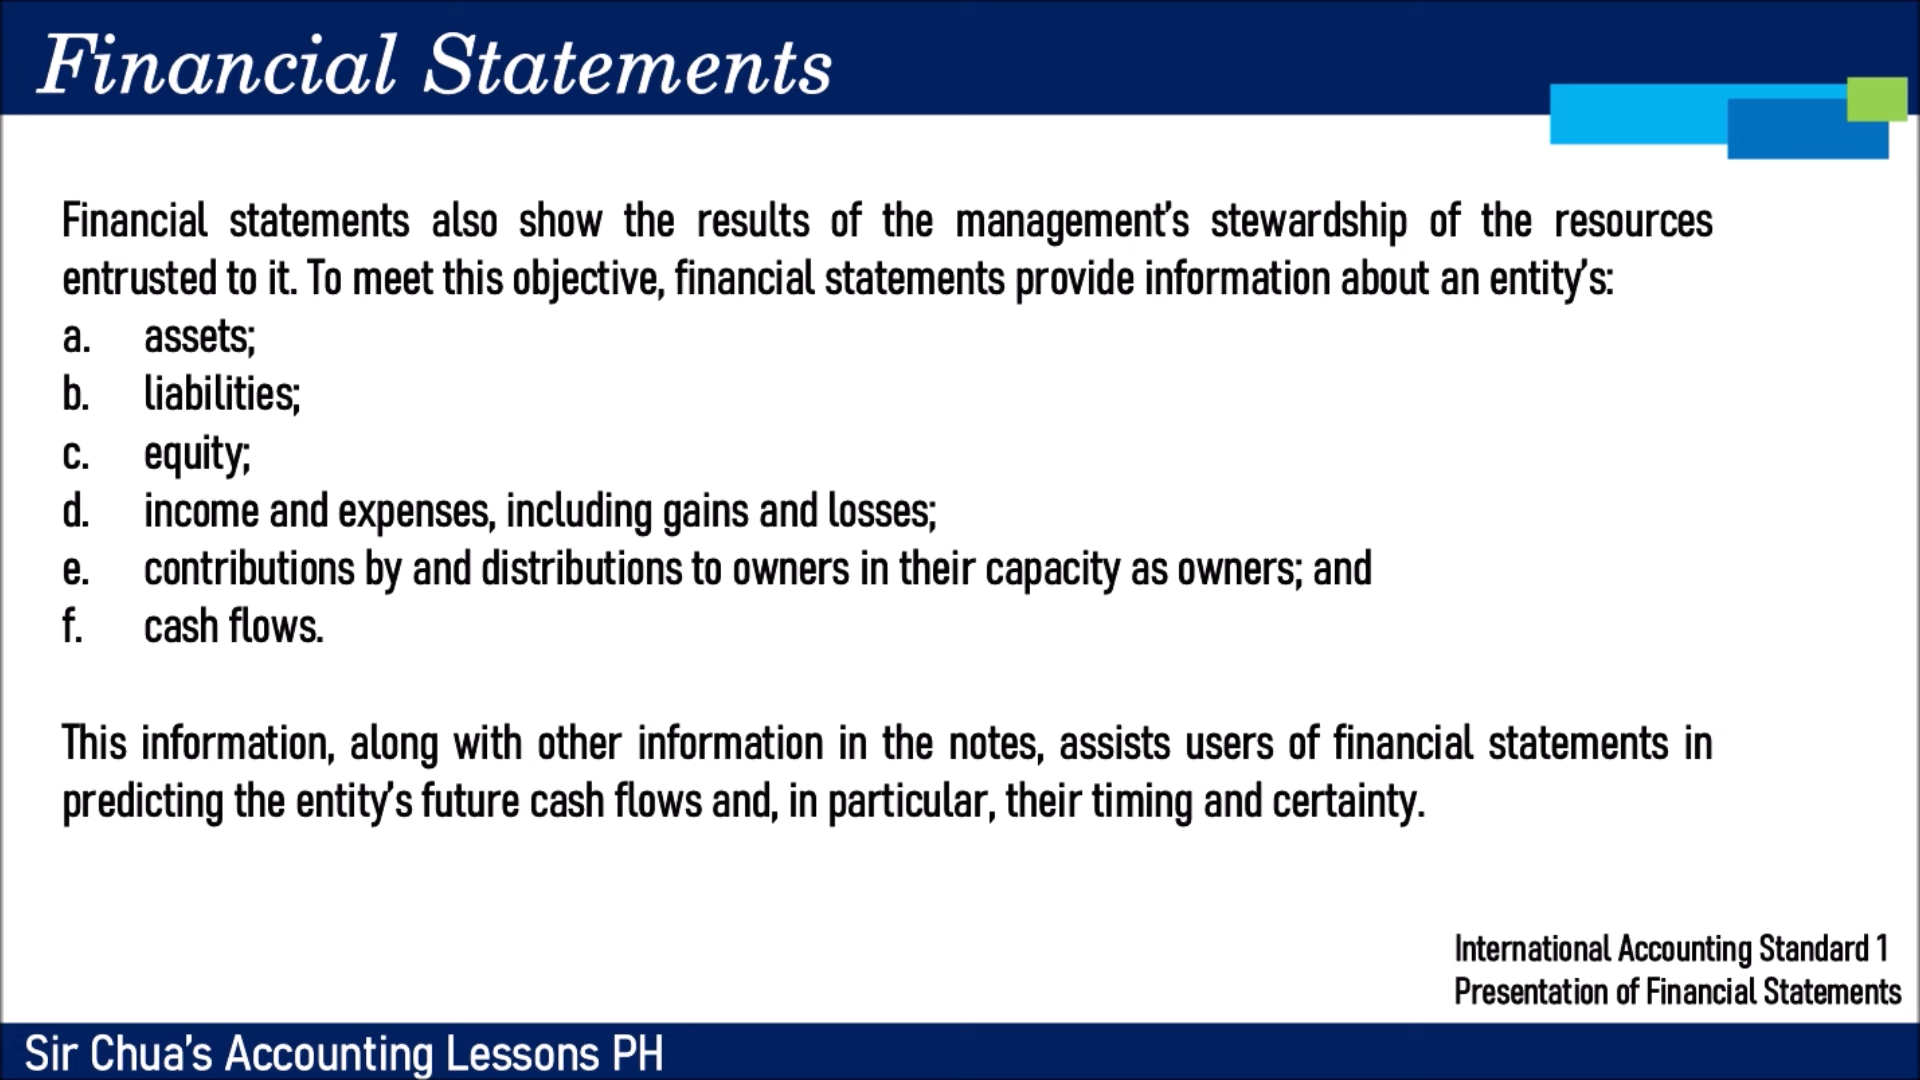 Financial Statements
Financial statements also show the results of the management's stewardship of the resources
entrusted to it. To meet this objective, financial statements provide information about an entity's:
a. assets;
b. liabilities;
c. equity;
d. income and expenses, including gains and losses;
e. contributions by and distributions to owners in their capacity as owners; and
f. cash flows.
This information, along with other information in the notes, assists users of financial statements in
predicting the entity's future cash flows and, in particular, their timing and certainty.
International Accounting Standard 1
Presentation of Financial Statements
Sir Chua's Accounting Lessons PH